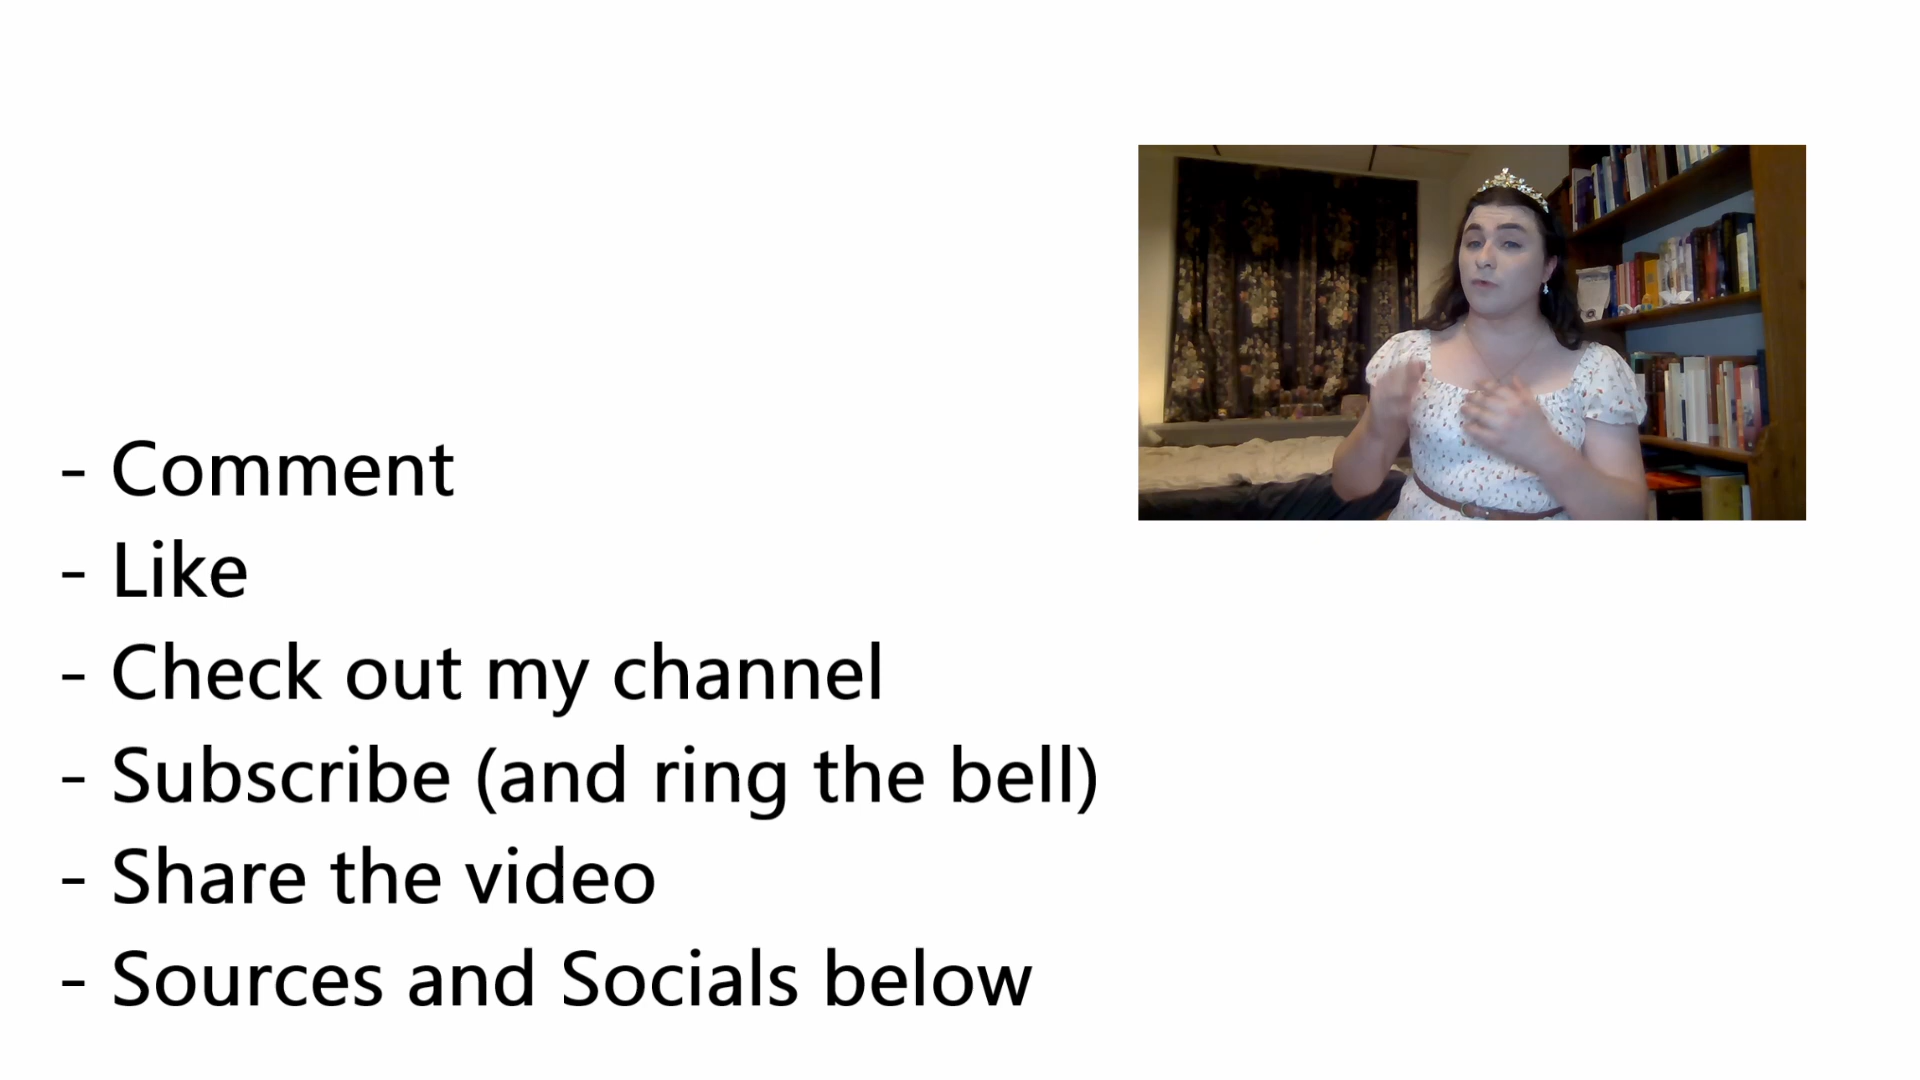 - Comment
- Like
- Check out my channel
- Subscribe (and ring the bell)
- Share the video
- Sources and Socials below